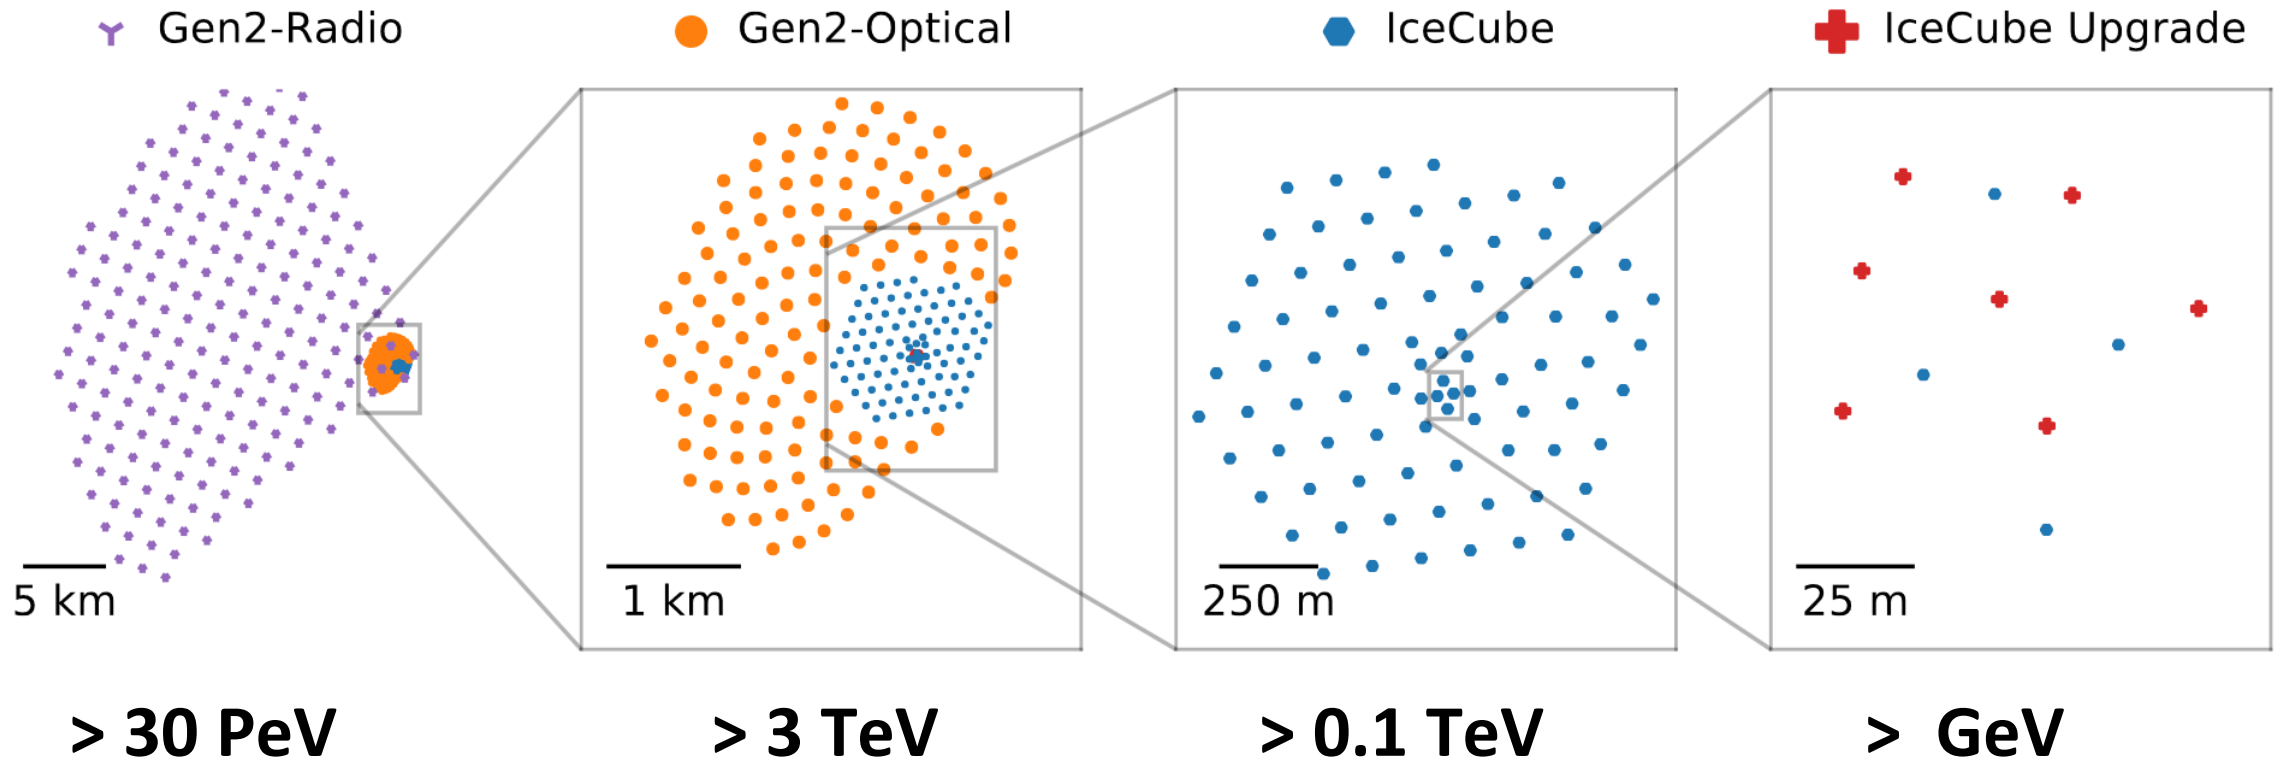 Gen2-Radio
Gen2-Optical
IceCube
IceCube Upgrade
5 km
1 km
250 m
25 m
> 30 PeV
> 3 TeV
> 0.1 TeV
> GeV